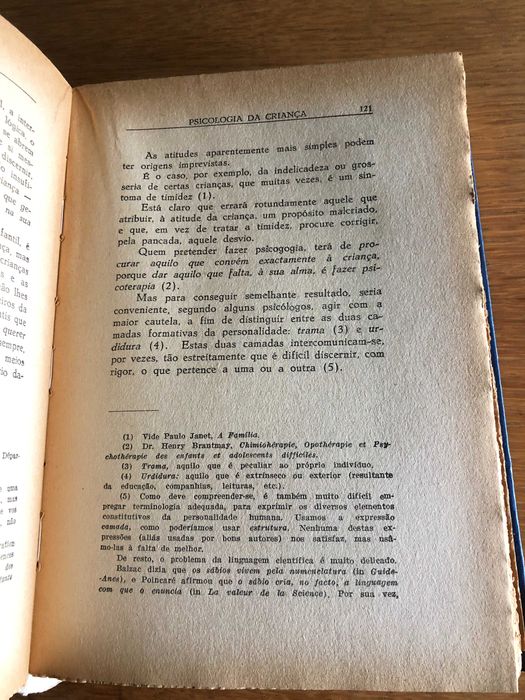 PSICOLOGIA DA CRIANÇA 121
As atitudes aparentemente mais simples podem
ter origens imprevistas.
É o caso, por exemplo, da indelicadeza ou gros-
seria de certas crianças, que muitas vezes, é um sin-
toma de timidez (1).
Está claro que errará rotundamente aquele que
atribuir, à atitude da criança, um propósito malcriado,
e que, em vez de tratar a timidez, procure corrigir,
pela pancada, aquele desvio.
Quem pretender fazer psicogogia, terá de pro-
curar aquilo que convém exactamente à criança,
porque dar aquilo que falta, à sua alma, é fazer psi-
coterapia (2).
Mas para conseguir semelhante resultado, seria
conveniente, segundo alguns psicólogos, agir com a
maior cautela, a fim de distinguir entre as duas ca-
madas formativas da personalidade: trama (3) e ur-
didura (4). Estas duas camadas intercomunicam-se,
por vezes, tão estreitamente que é difícil discernir, com
rigor, o que pertence a uma ou a outra (5).
(1) Vide Paulo Janet, A Família.
(2) Dr. Henry Brantmay, Chimiothérapie, Opothérapie et Psy-
chothérapie des enfants et adolescents difficiles.
(3) Trama, aquilo que é peculiar ao próprio indivíduo,
(4) Urdidura: aquilo que é extrínseco ou exterior (resultante
da educação, companhias, leituras, etc.).
(5) Como deve compreender-se, é também muito difícil em-
pregar terminologia adequada, para exprimir os diversos elementos
constitutivos da personalidade humana. Usamos a expressão
camada, como poderíamos usar estrutura. Nenhuma destas ex-
pressões (aliás usadas por bons autores) nos satisfaz, mas usâ-
mo-las à falta de melhor.
De resto, o problema da linguagem científica é muito delicado.
Balzac dizia que os sábios vivem pela numenclatura (in Guide-
-Anes), e Poincaré afirmou que o sábio cria, no facto, a linguagem
com que o enuncia (in La valeur de la Science). Por sua vez,